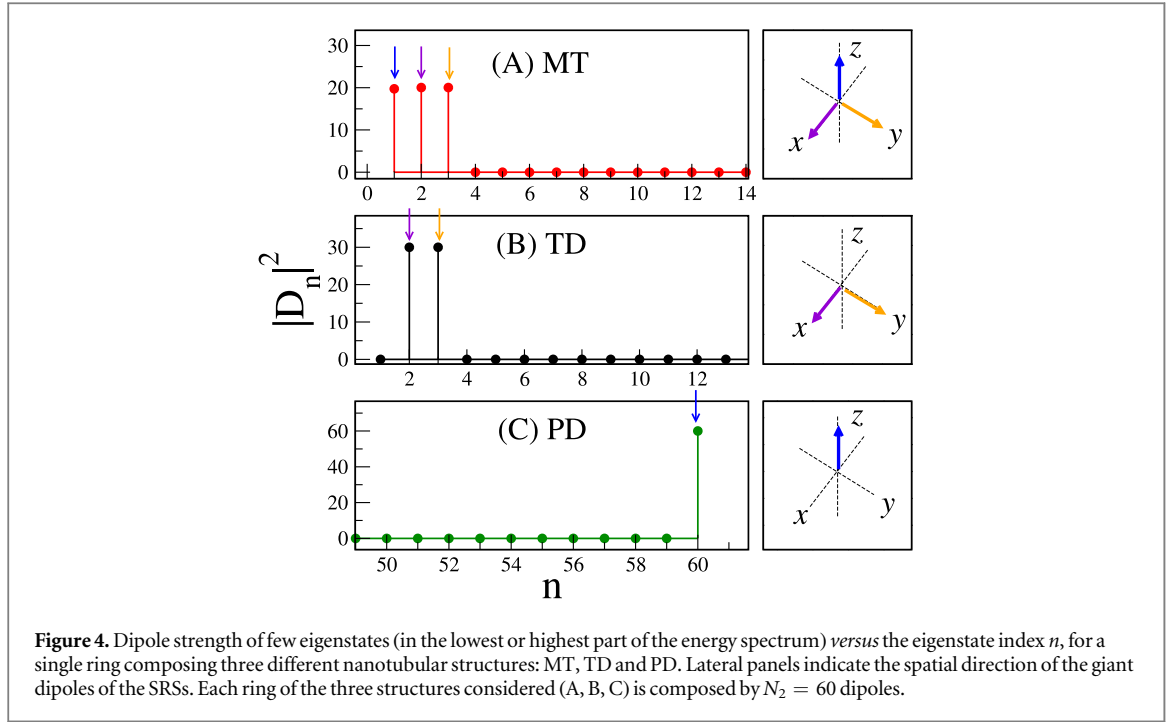 30
20
10
0
(A) MT
0 2 4 6 8 10 12 14
z
x
y
30
20
10
0
(B) TD
2 4 6 8 10 12
z
x
y
|Dₙ|²
60
40
20
0
(C) PD
50 52 54 56 58 60
n
z
x
y
Figure 4. Dipole strength of few eigenstates (in the lowest or highest part of the energy spectrum) versus the eigenstate index n, for a
single ring composing three different nanotubular structures: MT, TD and PD. Lateral panels indicate the spatial direction of the giant
dipoles of the SRSs. Each ring of the three structures considered (A, B, C) is composed by N₂ = 60 dipoles.